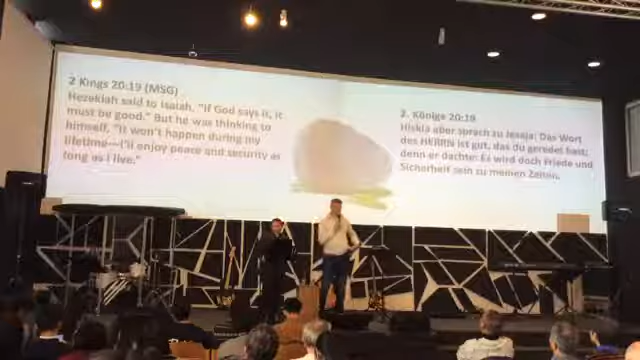 2 Kings 20:19 (MSG)
Hezekiah said to Isaiah, "If God says it, it
must be good." But he was thinking to
himself, "It won't happen during my
lifetime—I'll enjoy peace and security as
long as I live."
2. Könige 20:19
Hiskia aber sprach zu Jesaja: Das Wort
des HERRN ist gut, das du geredet hast;
denn er dachte: Es wird doch Friede und
Sicherheit sein zu meinen Zeiten.